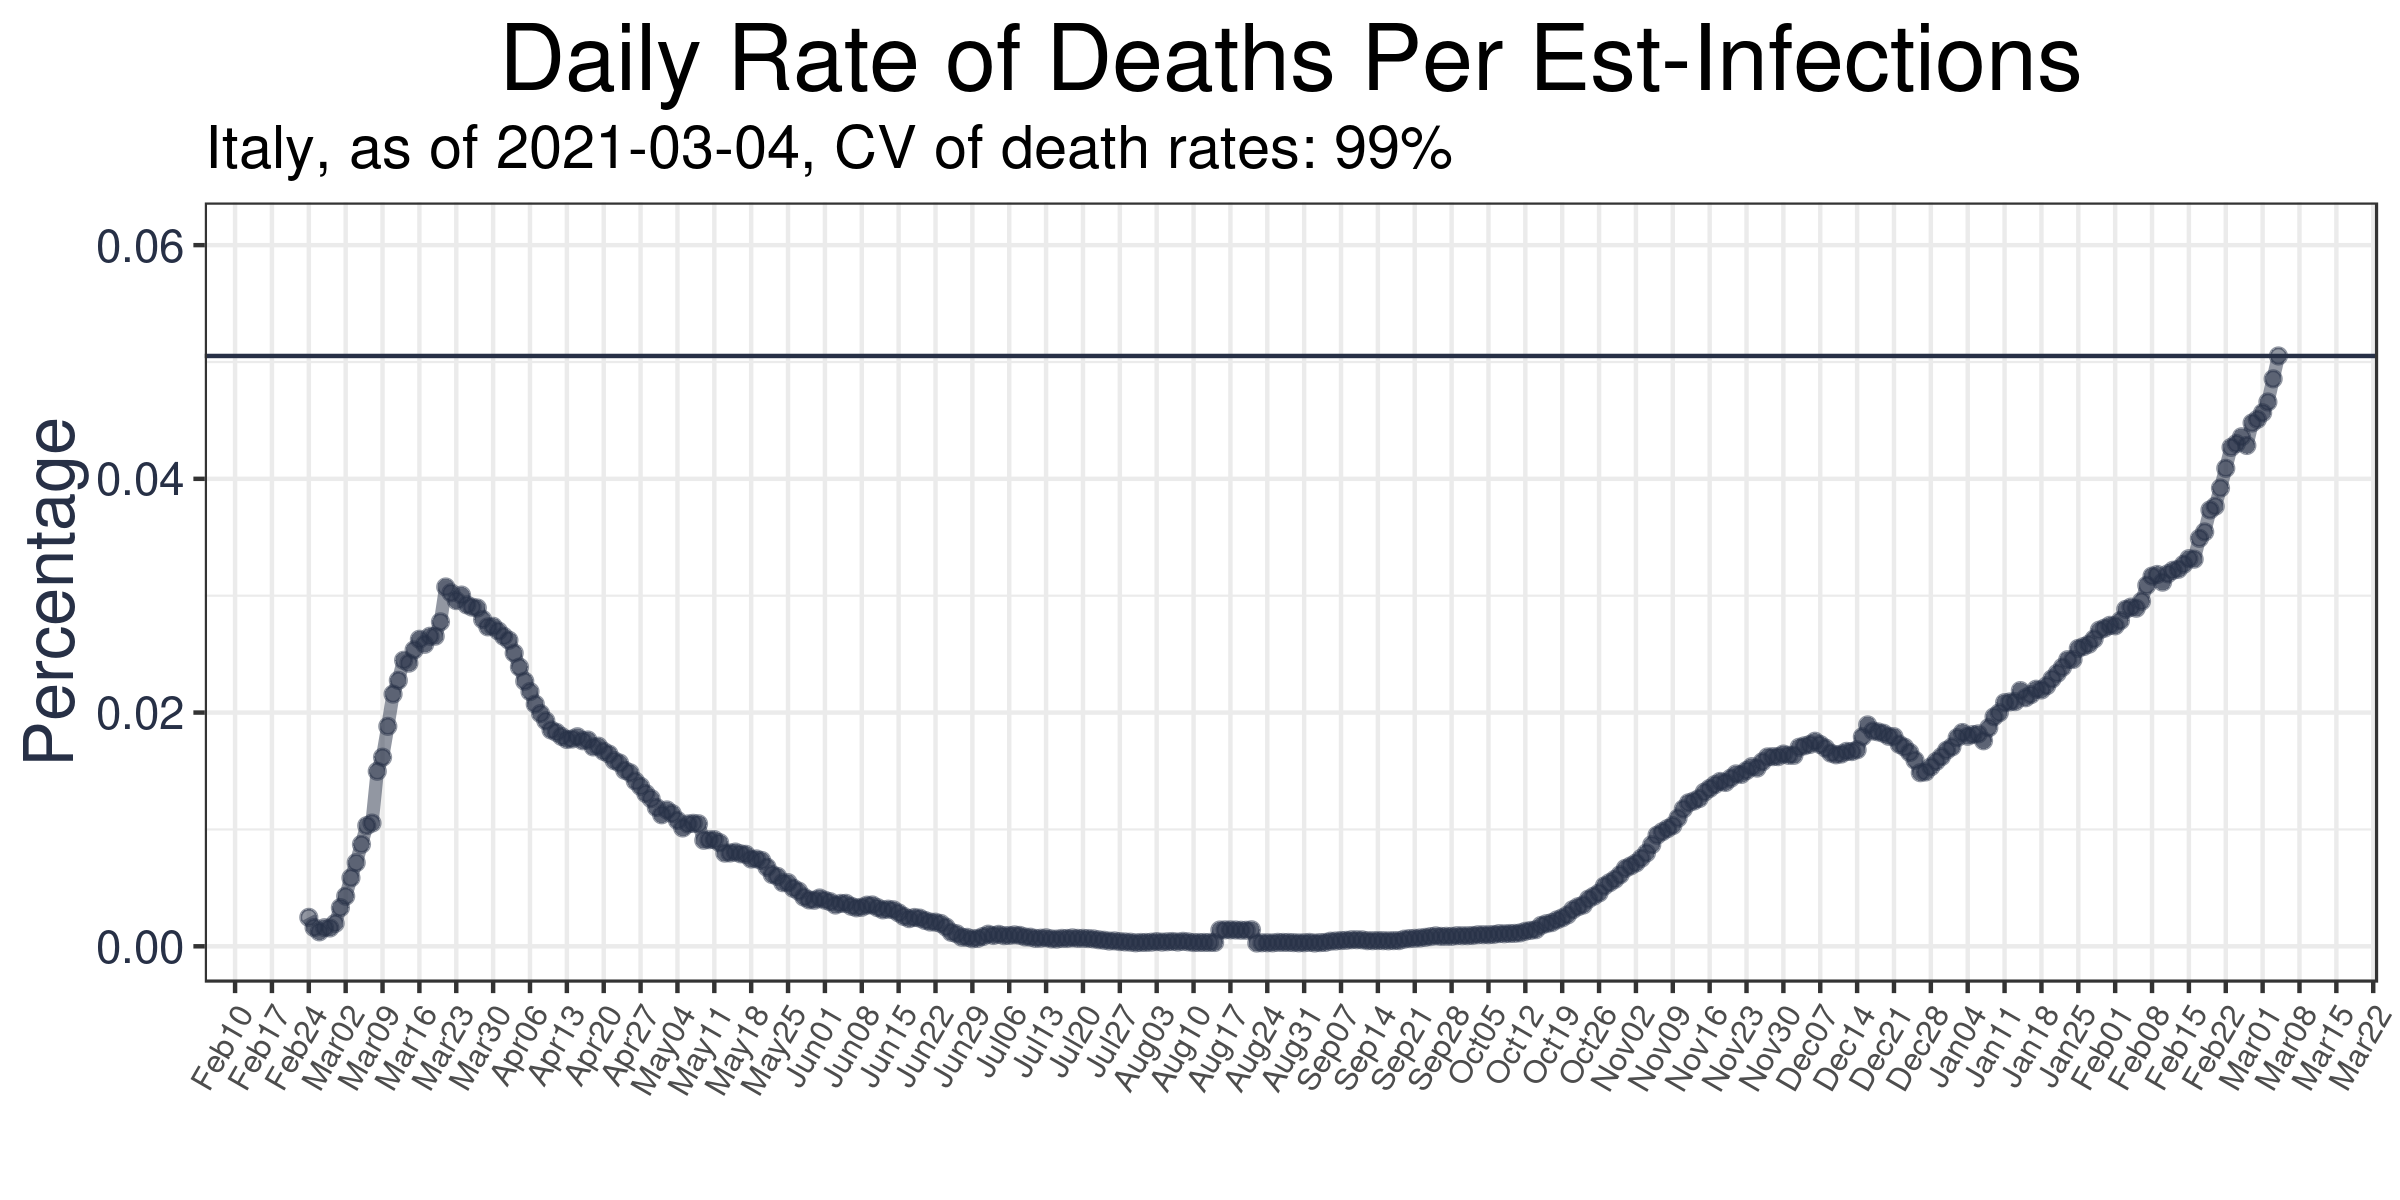 Daily Rate of Deaths Per Est-Infections
Italy, as of 2021-03-04, CV of death rates: 99%
Percentage
0.06
0.04
0.02
0.00
Feb10 Feb17 Feb24 Mar02 Mar09 Mar16 Mar23 Mar30 Apr06 Apr13 Apr20 Apr27 May04 May11 May18 May25 Jun01 Jun08 Jun15 Jun22 Jun29 Jul06 Jul13 Jul20 Jul27 Aug03 Aug10 Aug17 Aug24 Aug31 Sep07 Sep14 Sep21 Sep28 Oct05 Oct12 Oct19 Oct26 Nov02 Nov09 Nov16 Nov23 Nov30 Dec07 Dec14 Dec21 Dec28 Jan04 Jan11 Jan18 Jan25 Feb01 Feb08 Feb15 Feb22 Mar01 Mar08 Mar15 Mar22